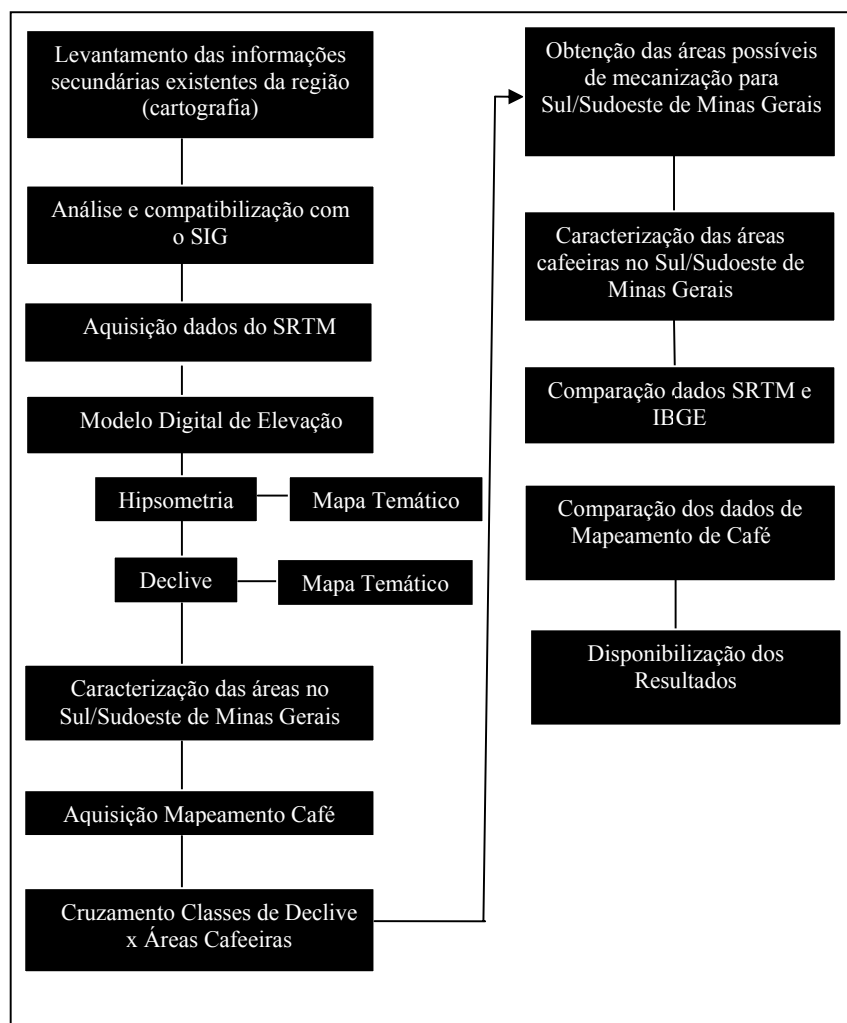 Levantamento das informações
secundárias existentes da região
(cartografia)
Análise e compatibilização com
o SIG
Aquisição dados do SRTM
Modelo Digital de Elevação
Hipsometria
Mapa Temático
Declive
Mapa Temático
Caracterização das áreas no
Sul/Sudoeste de Minas Gerais
Aquisição Mapeamento Café
Cruzamento Classes de Declive
x Áreas Cafeeiras
Obtenção das áreas possíveis
de mecanização para
Sul/Sudoeste de Minas Gerais
Caracterização das áreas
cafeeiras no Sul/Sudoeste de
Minas Gerais
Comparação dados SRTM e
IBGE
Comparação dos dados de
Mapeamento de Café
Disponibilização dos
Resultados